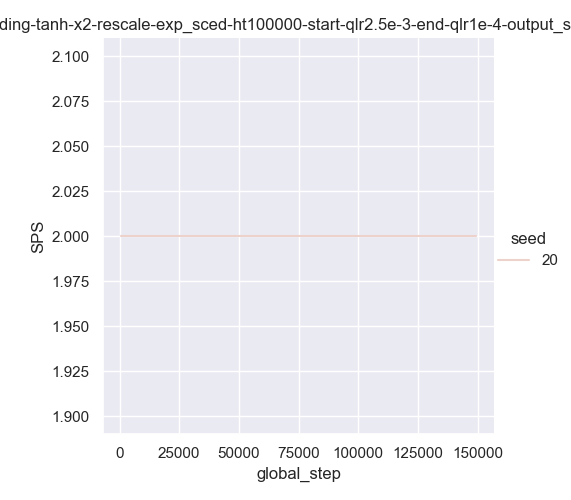 ding-tanh-x2-rescale-exp_sced-ht100000-start-qlr2.5e-3-end-qlr1e-4-output_s
2.100
2.075
2.050
2.025
2.000
1.975
1.950
1.925
1.900
SPS
0 25000 50000 75000 100000 125000 150000
global_step
seed
20